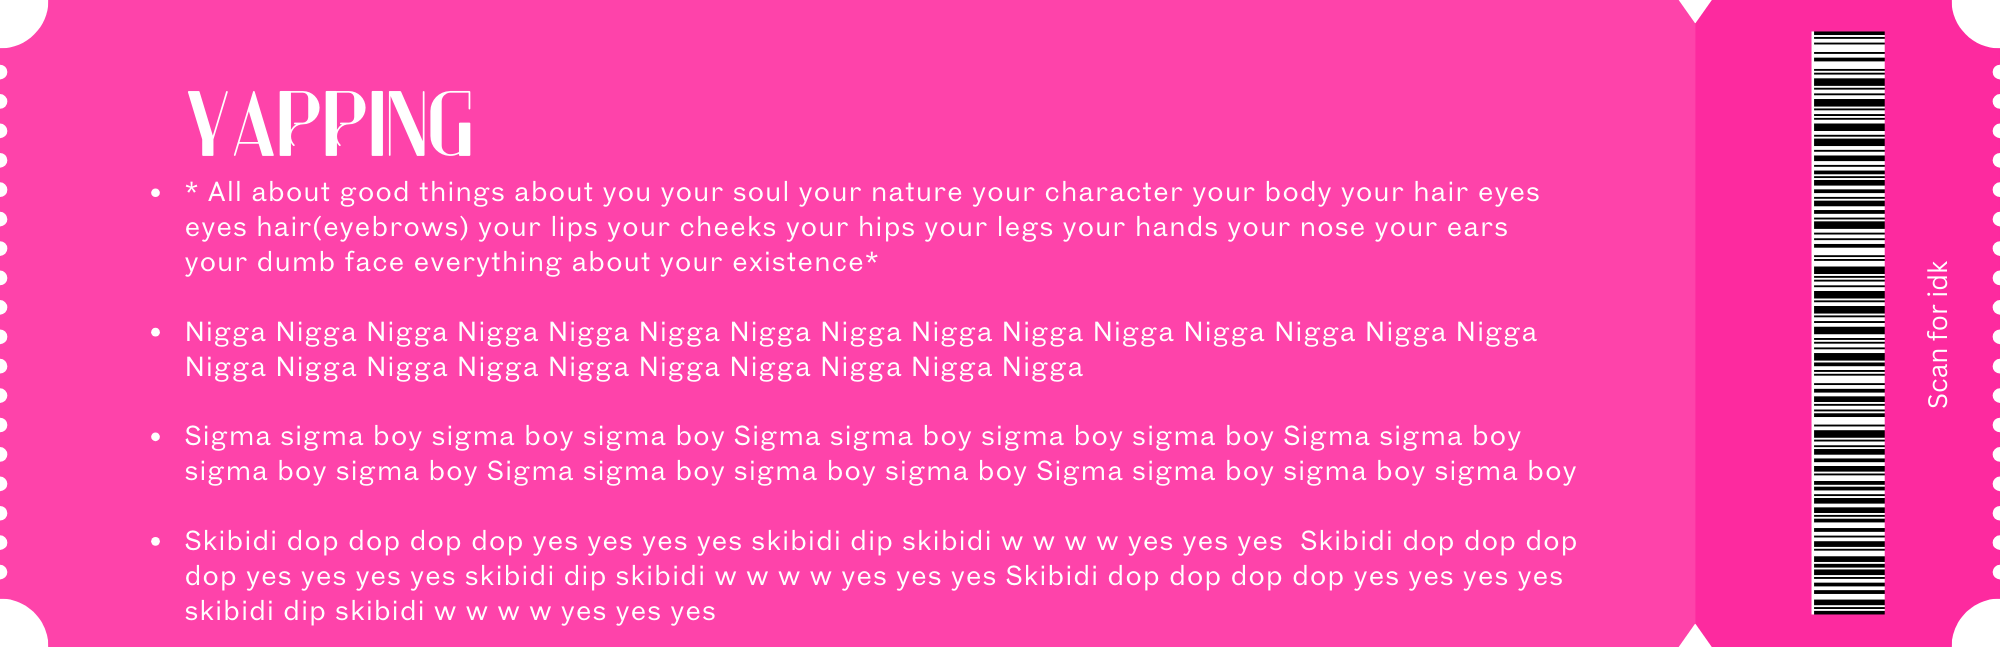 YAPPING
• * All about good things about you your soul your nature your character your body your hair eyes
eyes hair(eyebrows) your lips your cheeks your hips your legs your hands your nose your ears
your dumb face everything about your existence*
• Nigga Nigga Nigga Nigga Nigga Nigga Nigga Nigga Nigga Nigga Nigga Nigga Nigga Nigga Nigga
Nigga Nigga Nigga Nigga Nigga Nigga Nigga Nigga Nigga Nigga
• Sigma sigma boy sigma boy sigma boy Sigma sigma boy sigma boy sigma boy Sigma sigma boy
sigma boy sigma boy Sigma sigma boy sigma boy sigma boy Sigma sigma boy sigma boy sigma boy
• Skibidi dop dop dop dop yes yes yes yes skibidi dip skibidi w w w w yes yes yes  Skibidi dop dop dop
dop yes yes yes yes skibidi dip skibidi w w w w yes yes yes Skibidi dop dop dop dop yes yes yes yes
skibidi dip skibidi w w w w yes yes yes
Scan for idk